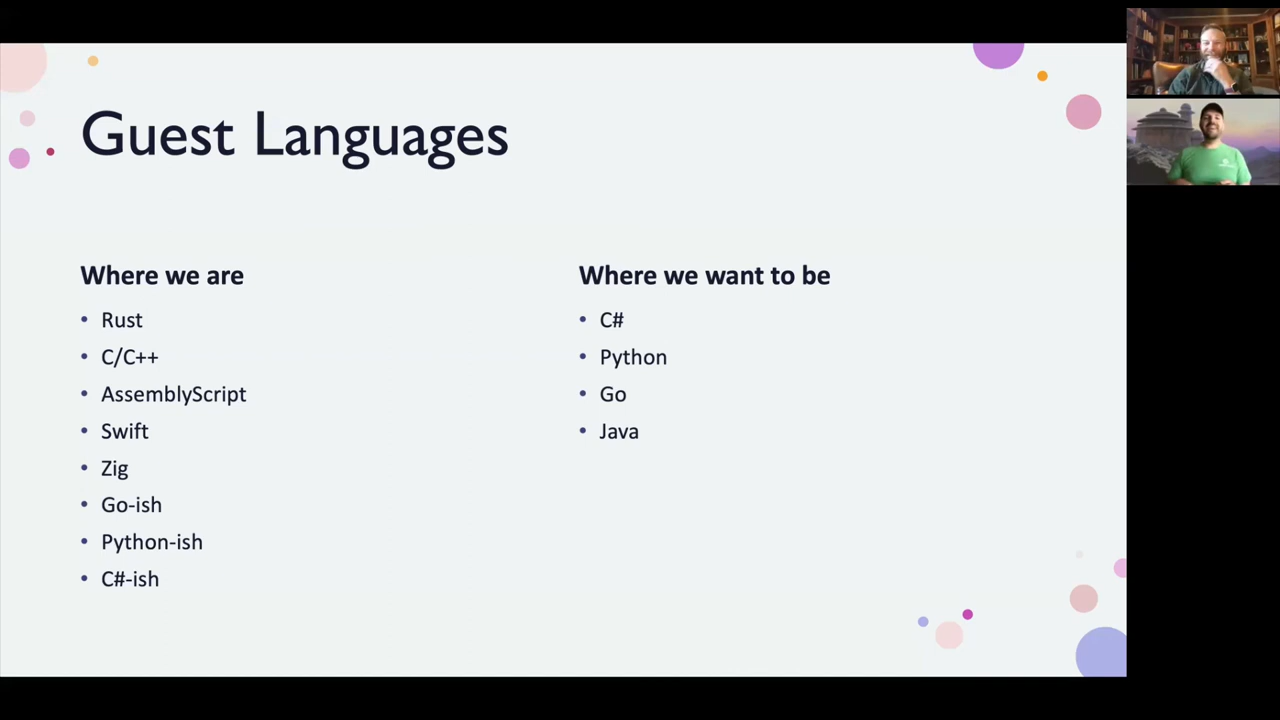 Guest Languages
Where we are
• Rust
• C/C++
• AssemblyScript
• Swift
• Zig
• Go-ish
• Python-ish
• C#-ish
Where we want to be
• C#
• Python
• Go
• Java